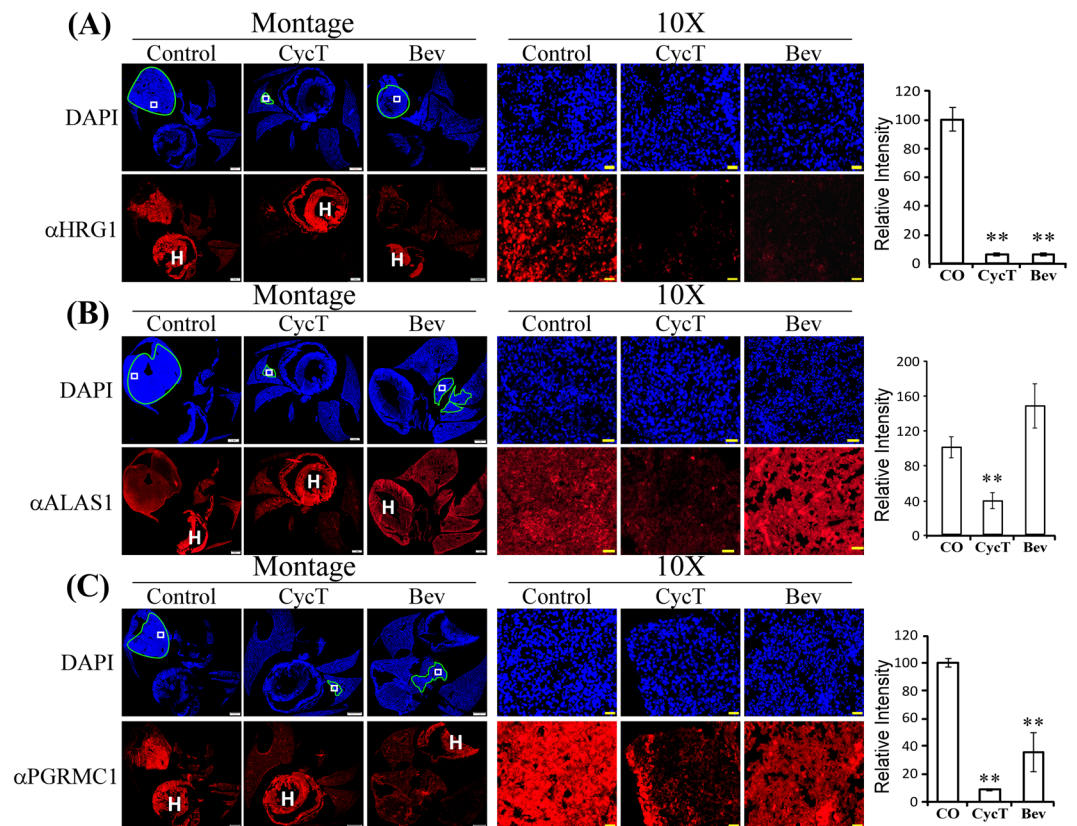 (A)
Montage
10X
Control CycT Bev Control CycT Bev
DAPI
αHRG1
H H H
Relative Intensity
120
100
80
60
40
20
0
** **
CO CycT Bev
(B)
Montage
10X
Control CycT Bev Control CycT Bev
DAPI
αALAS1
H H H
Relative Intensity
200
160
120
80
40
0
**
CO CycT Bev
(C)
Montage
10X
Control CycT Bev Control CycT Bev
DAPI
αPGRMC1
H H H
Relative Intensity
120
100
80
60
40
20
0
** **
CO CycT Bev